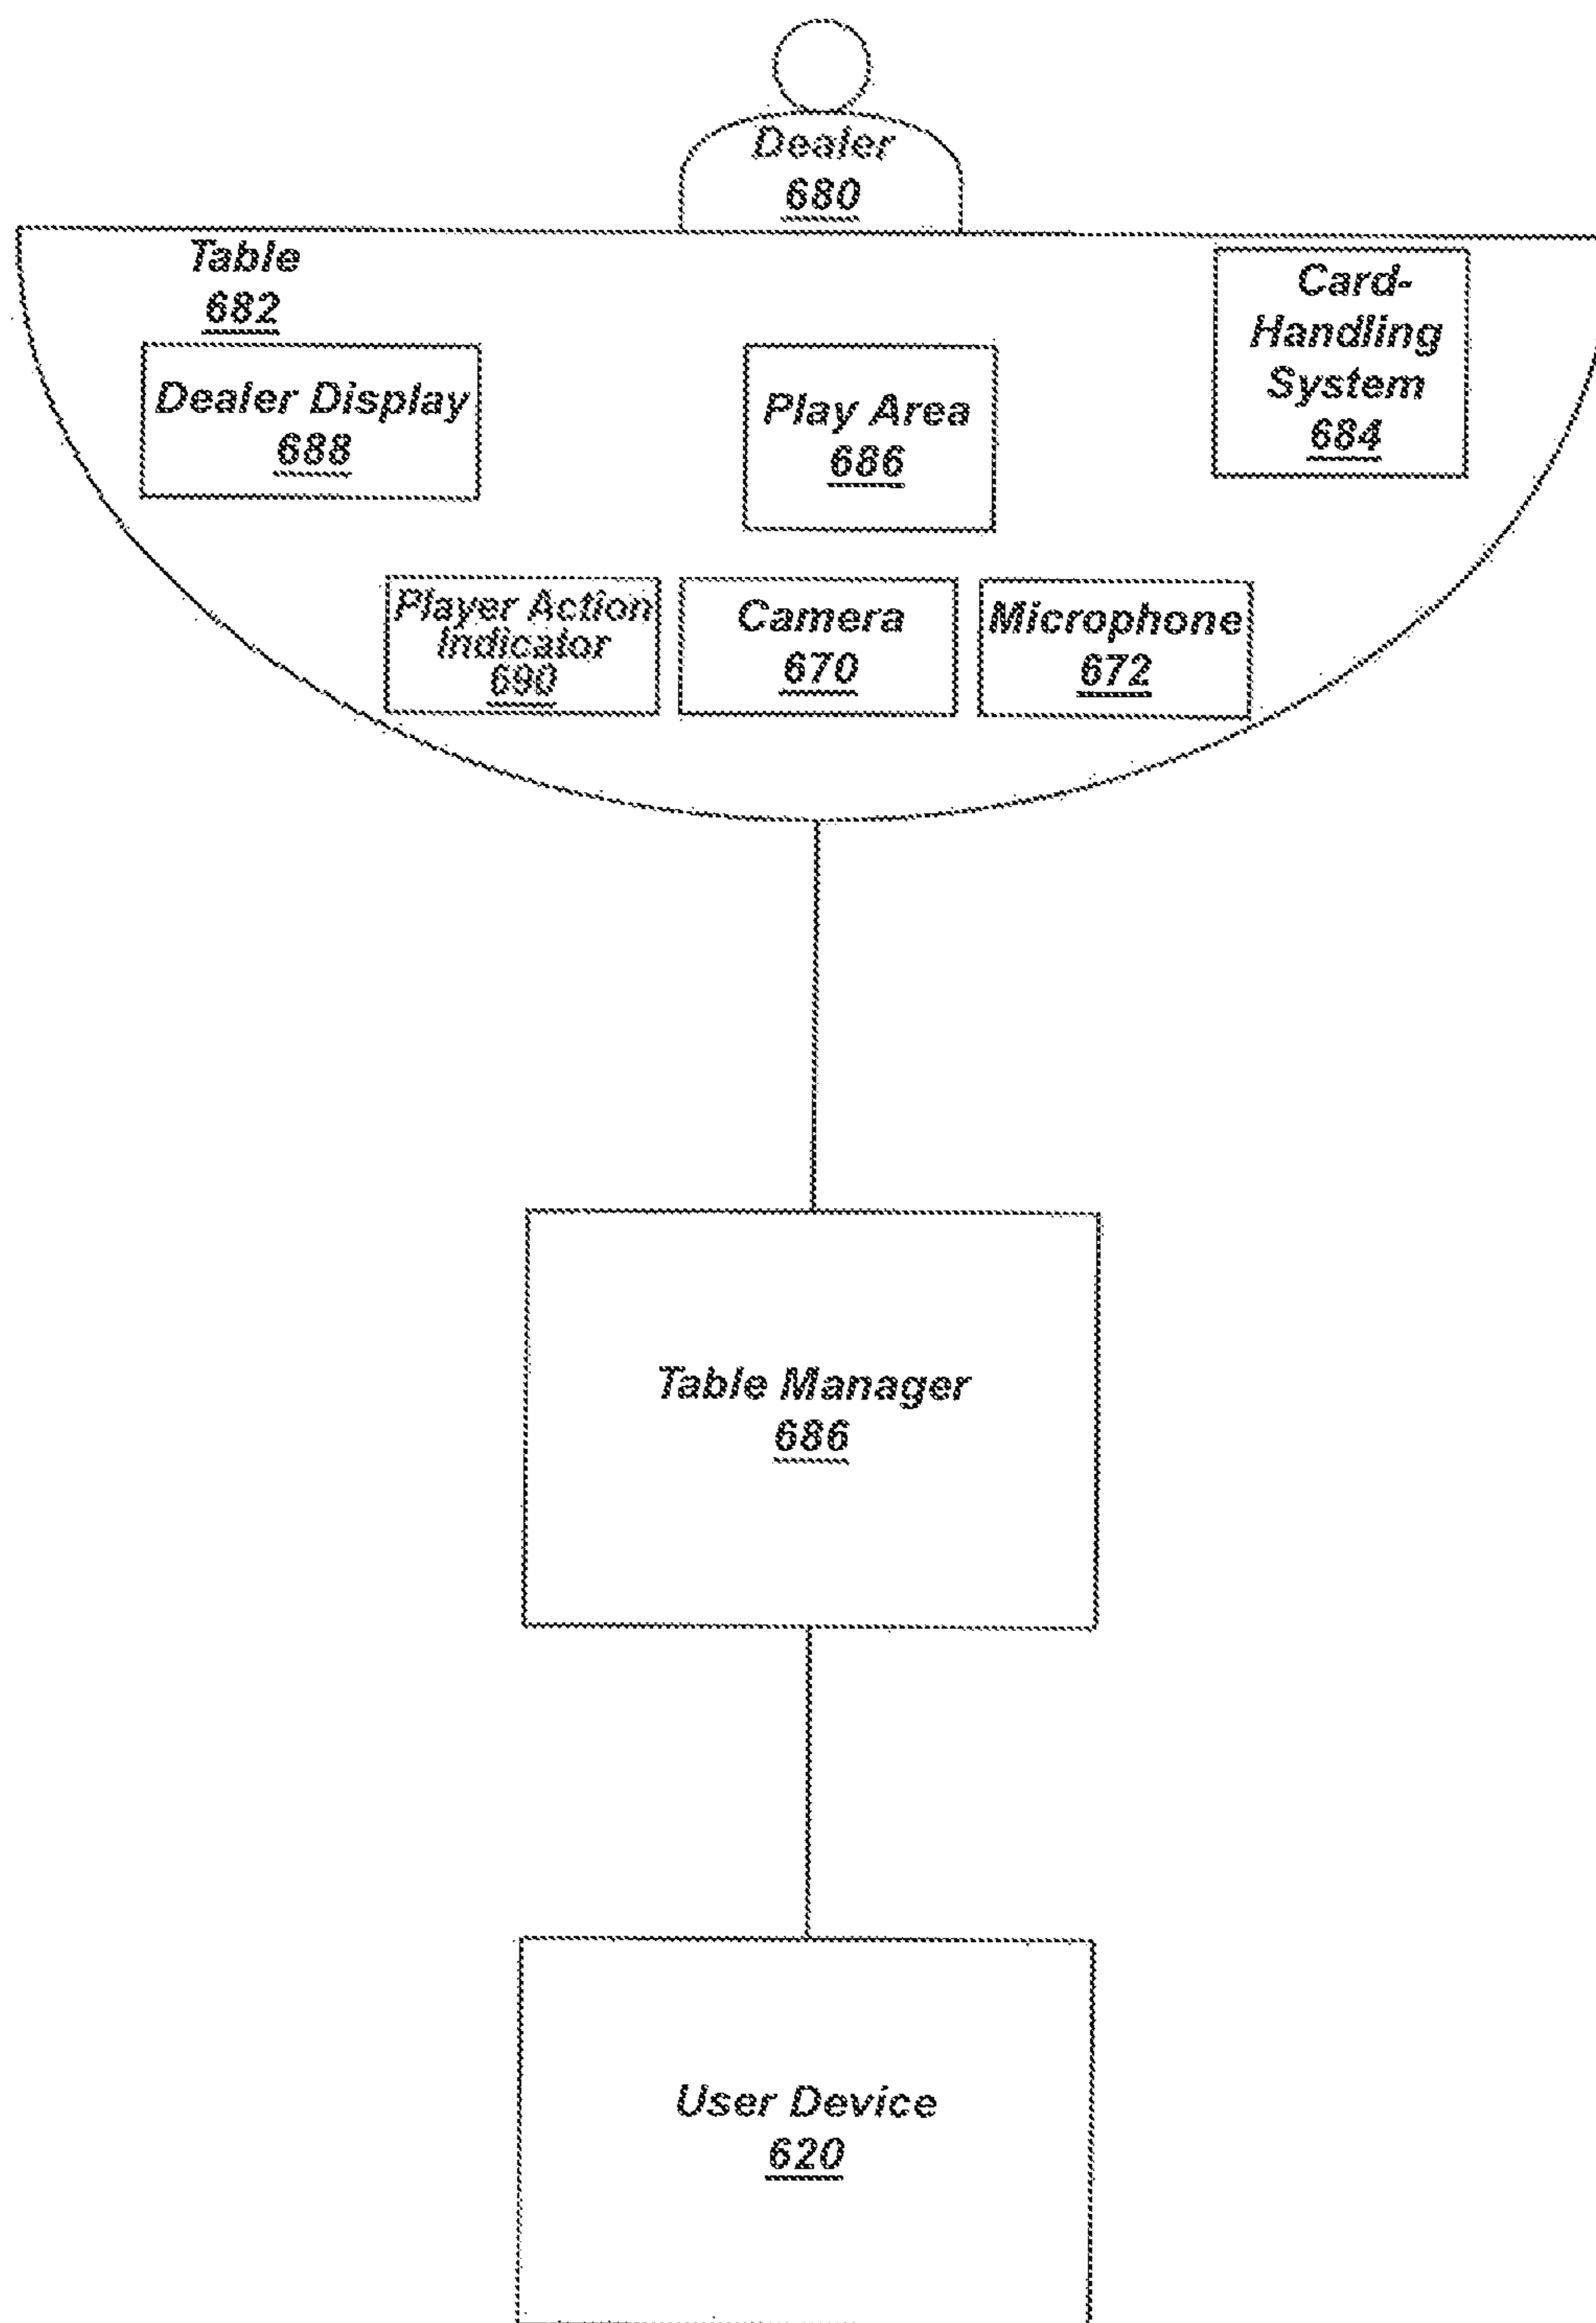 Dealer
680
Table
682
Card-
Handling
System
684
Dealer Display
688
Play Area
686
Player Action
Indicator
690
Camera
670
Microphone
672
Table Manager
686
User Device
620